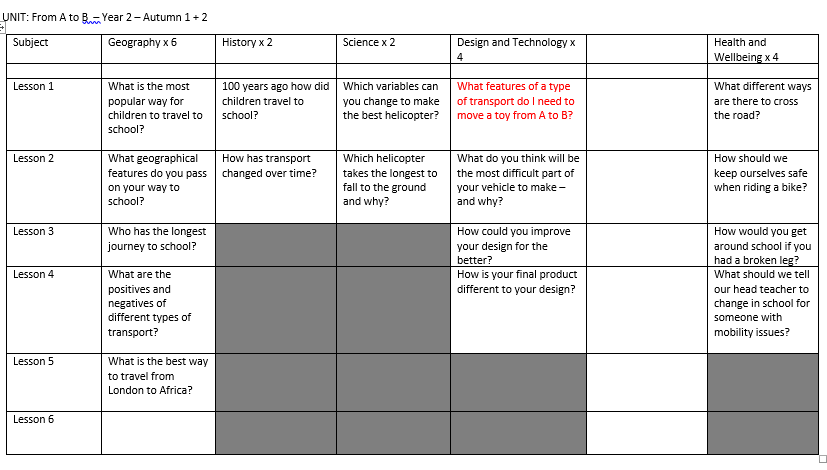 UNIT: From A to B – Year 2 – Autumn 1 + 2
Subject
Geography x 6
History x 2
Science x 2
Design and Technology x
4
Health and
Wellbeing x 4
Lesson 1
What is the most
popular way for
children to travel to
school?
100 years ago how did
children travel to
school?
Which variables can
you change to make
the best helicopter?
What features of a type
of transport do I need to
move a toy from A to B?
What different ways
are there to cross
the road?
Lesson 2
What geographical
features do you pass
on your way to
school?
How has transport
changed over time?
Which helicopter
takes the longest to
fall to the ground
and why?
What do you think will be
the most difficult part of
your vehicle to make –
and why?
How should we
keep ourselves safe
when riding a bike?
Lesson 3
Who has the longest
journey to school?
How could you improve
your design for the
better?
How would you get
around school if you
had a broken leg?
Lesson 4
What are the
positives and
negatives of
different types of
transport?
How is your final product
different to your design?
What should we tell
our head teacher to
change in school for
someone with
mobility issues?
Lesson 5
What is the best way
to travel from
London to Africa?
Lesson 6